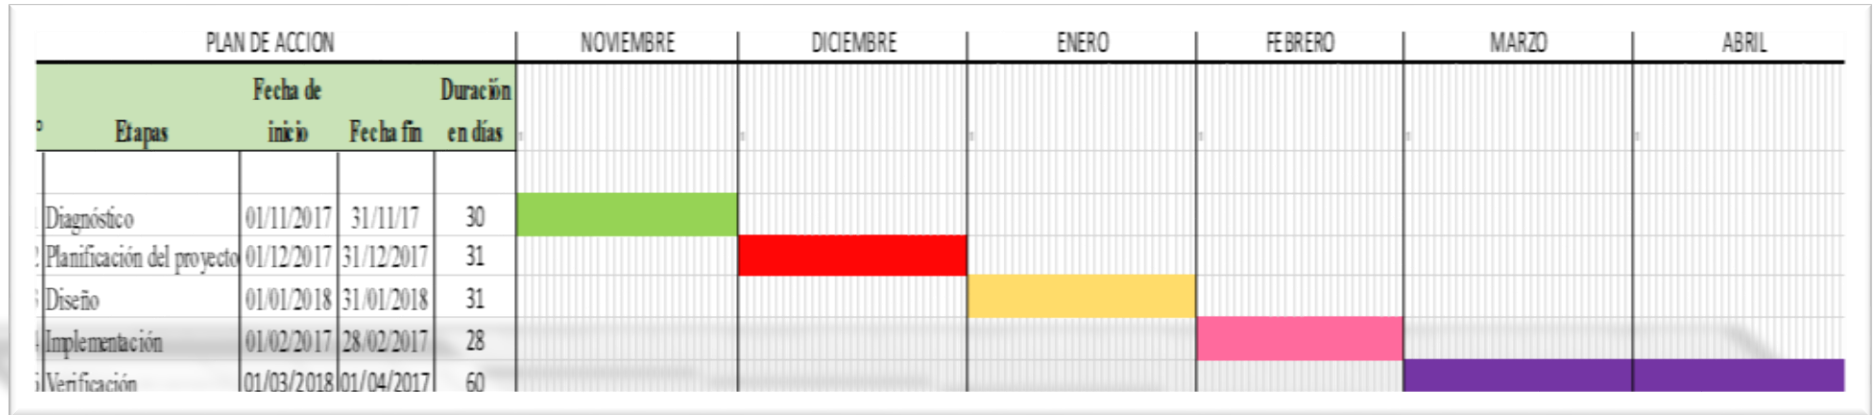 PLAN DE ACCION NOVIEMBRE DICIEMBRE ENERO FEBRERO MARZO ABRIL
Etapas Fecha de inicio Fecha fin Duración en días
1 Diagnóstico 01/11/2017 31/11/17 30
2 Planificación del proyecto 01/12/2017 31/12/2017 31
Diseño 01/01/2018 31/01/2018 31
4 Implementación 01/02/2017 28/02/2017 28
Verificación 01/03/2018 01/04/2017 60